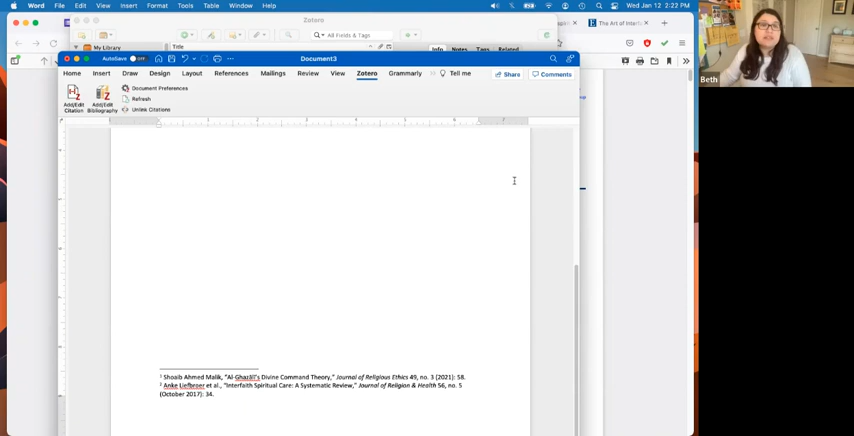 Word File Edit View Insert Format Tools Table Window Help
Wed Jan 12 2:22 PM
Zotero
The Art of Interf
All Fields & Tags
My Library
Title
Info Notes Tags Related
AutoSave OFF
Document3
Home Insert Draw Design Layout References Mailings Review View Zotero Grammarly Tell me
Share Comments
Add/Edit Citation
Add/Edit Bibliography
Document Preferences
Refresh
Unlink Citations
Beth
1 Shoaib Ahmed Malik, "Al-Ghazālī's Divine Command Theory," Journal of Religious Ethics 49, no. 3 (2021): 58.
2 Anke Liefbroer et al., "Interfaith Spiritual Care: A Systematic Review," Journal of Religion & Health 56, no. 5
(October 2017): 34.